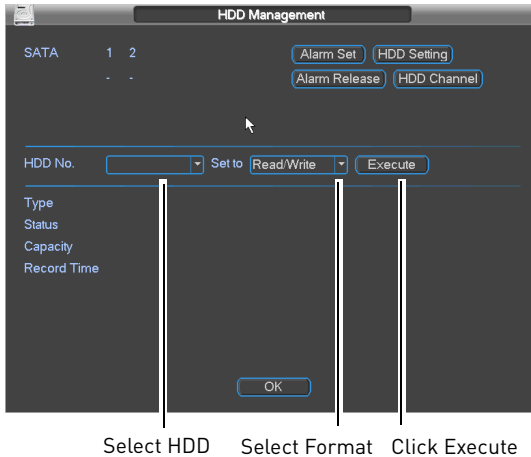 HDD Management
SATA 1 2 Alarm Set HDD Setting
- - Alarm Release HDD Channel
HDD No. Set to Read/Write Execute
Type
Status
Capacity
Record Time
OK
Select HDD Select Format Click Execute